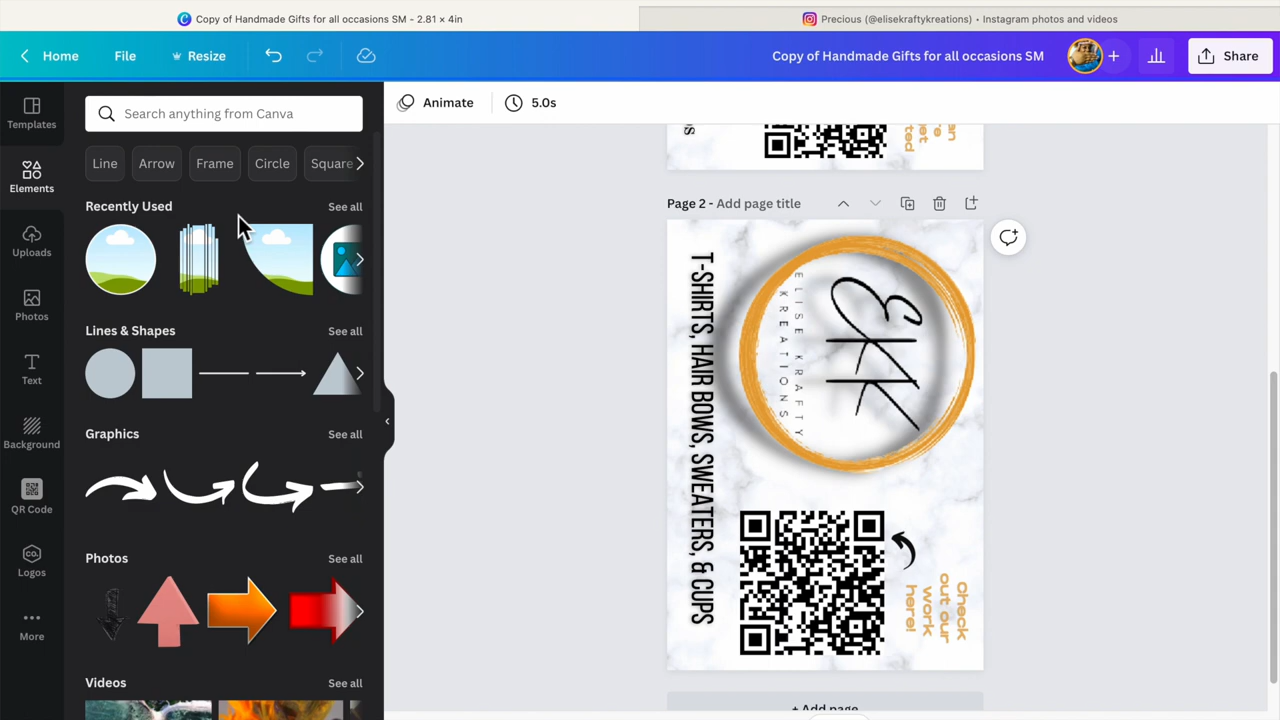 Copy of Handmade Gifts for all occasions SM - 2.81 × 4in
Precious (@elisekraftykreations) • Instagram photos and videos
Home
File
Resize
Copy of Handmade Gifts for all occasions SM
Share
Templates
Elements
Uploads
Photos
Text
Background
QR Code
CO.
Logos
More
Search anything from Canva
Line
Arrow
Frame
Circle
Square
Recently Used
See all
Lines & Shapes
See all
Graphics
See all
Photos
See all
Videos
See all
Animate
5.0s
Page 2 - Add page title
EKK
ELISE KRAFTY
KREATIONS
T-SHIRTS, HAIR BOWS, SWEATERS, & CUPS
check
out our
work
here!
+ Add page